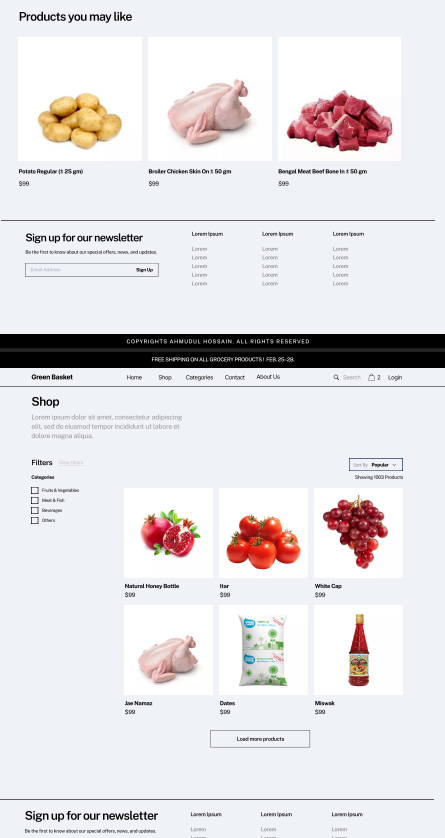 Products you may like
Potato Regular (± 25 gm)
$99
Broiler Chicken Skin On ± 50 gm
$99
Bengal Meat Beef Bone In ± 50 gm
$99
Sign up for our newsletter
Be the first to know about our special offers, news, and updates.
Email Address
Sign Up
Lorem Ipsum
Lorem
Lorem
Lorem
Lorem
Lorem
Lorem Ipsum
Lorem
Lorem
Lorem
Lorem
Lorem
Lorem Ipsum
Lorem
Lorem
Lorem
Lorem
Lorem
COPYRIGHTS AHMUDUL HOSSAIN. ALL RIGHTS RESERVED
FREE SHIPPING ON ALL GROCERY PRODUCTS! FEB, 25-28.
Green Basket
Home
Shop
Categories
Contact
About Us
Search
2
Login
Shop
Lorem ipsum dolor sit amet, consectetur adipiscing
elit, sed do eiusmod tempor incididunt ut labore et
dolore magna aliqua.
Filters
Clear filters
Sort By Popular
Categories
Showing 1003 Products
Fruits & Vegetables
Meat & Fish
Beverages
Others
Natural Honey Bottle
$99
Itar
$99
White Cap
$99
Jae Namaz
$99
Dates
$99
Miswak
$99
Load more products
Sign up for our newsletter
Be the first to know about our special offers, news, and updates.
Lorem Ipsum
Lorem
Lorem Ipsum
Lorem
Lorem Ipsum
Lorem